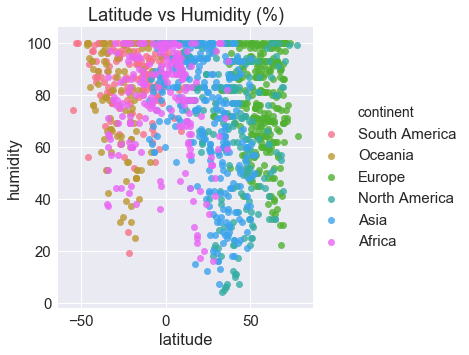 Latitude vs Humidity (%)
humidity
100
80
60
40
20
0
−50
0
50
latitude
continent
South America
Oceania
Europe
North America
Asia
Africa